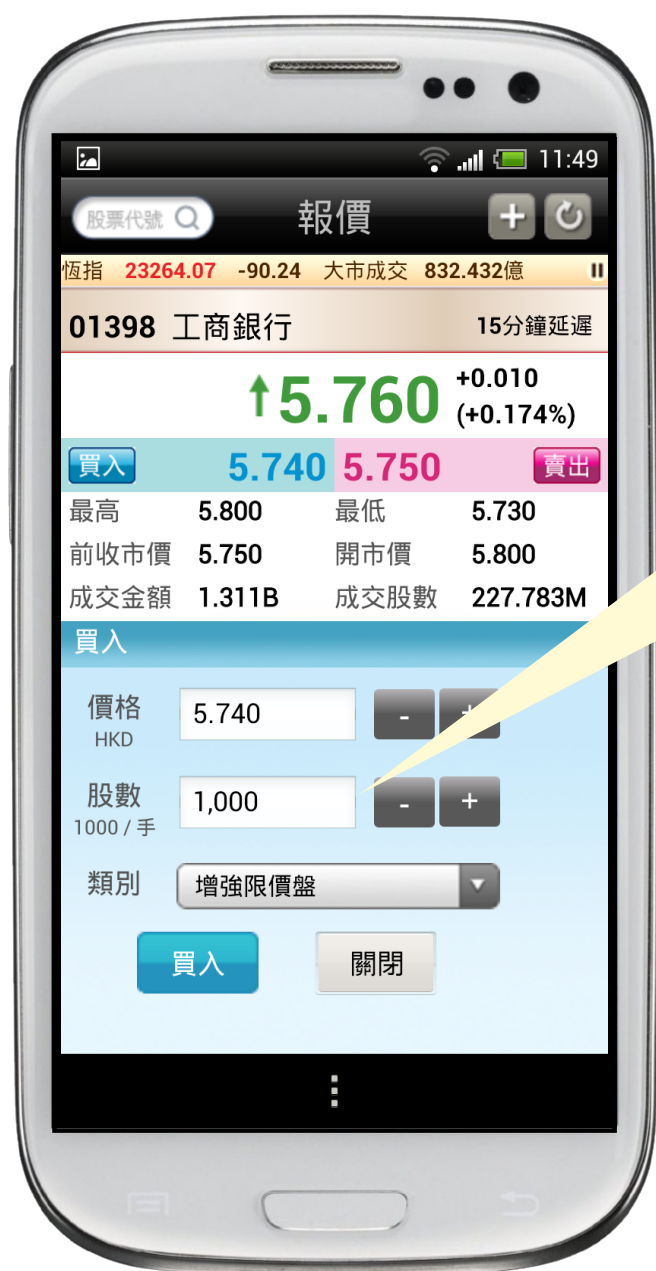 11:49
股票代號 報價
恆指 23264.07 -90.24 大市成交 832.432億
01398 工商銀行 15分鐘延遲
5.760 +0.010
(+0.174%)
買入 5.740 5.750 賣出
最高 5.800 最低 5.730
前收市價 5.750 開市價 5.800
成交金額 1.311B 成交股數 227.783M
買入
價格 5.740 - +
HKD
股數 1,000 - +
1000 / 手
類別 增強限價盤
買入 關閉